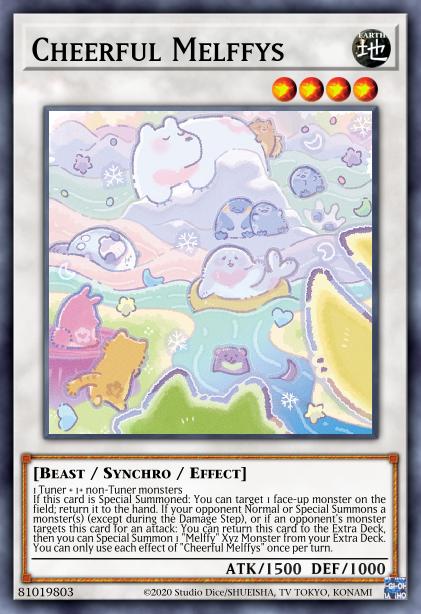 CHEERFUL MELFFYS
EARTH
地
[BEAST / SYNCHRO / EFFECT]
1 Tuner + 1+ non-Tuner monsters
If this card is Special Summoned: You can target 1 face-up monster on the
field; return it to the hand. If your opponent Normal or Special Summons a
monster(s) (except during the Damage Step), or if an opponent's monster
targets this card for an attack: You can return this card to the Extra Deck,
then you can Special Summon 1 "Melffy" Xyz Monster from your Extra Deck.
You can only use each effect of "Cheerful Melffys" once per turn.
ATK/1500 DEF/1000
81019803
©2020 Studio Dice/SHUEISHA, TV TOKYO, KONAMI